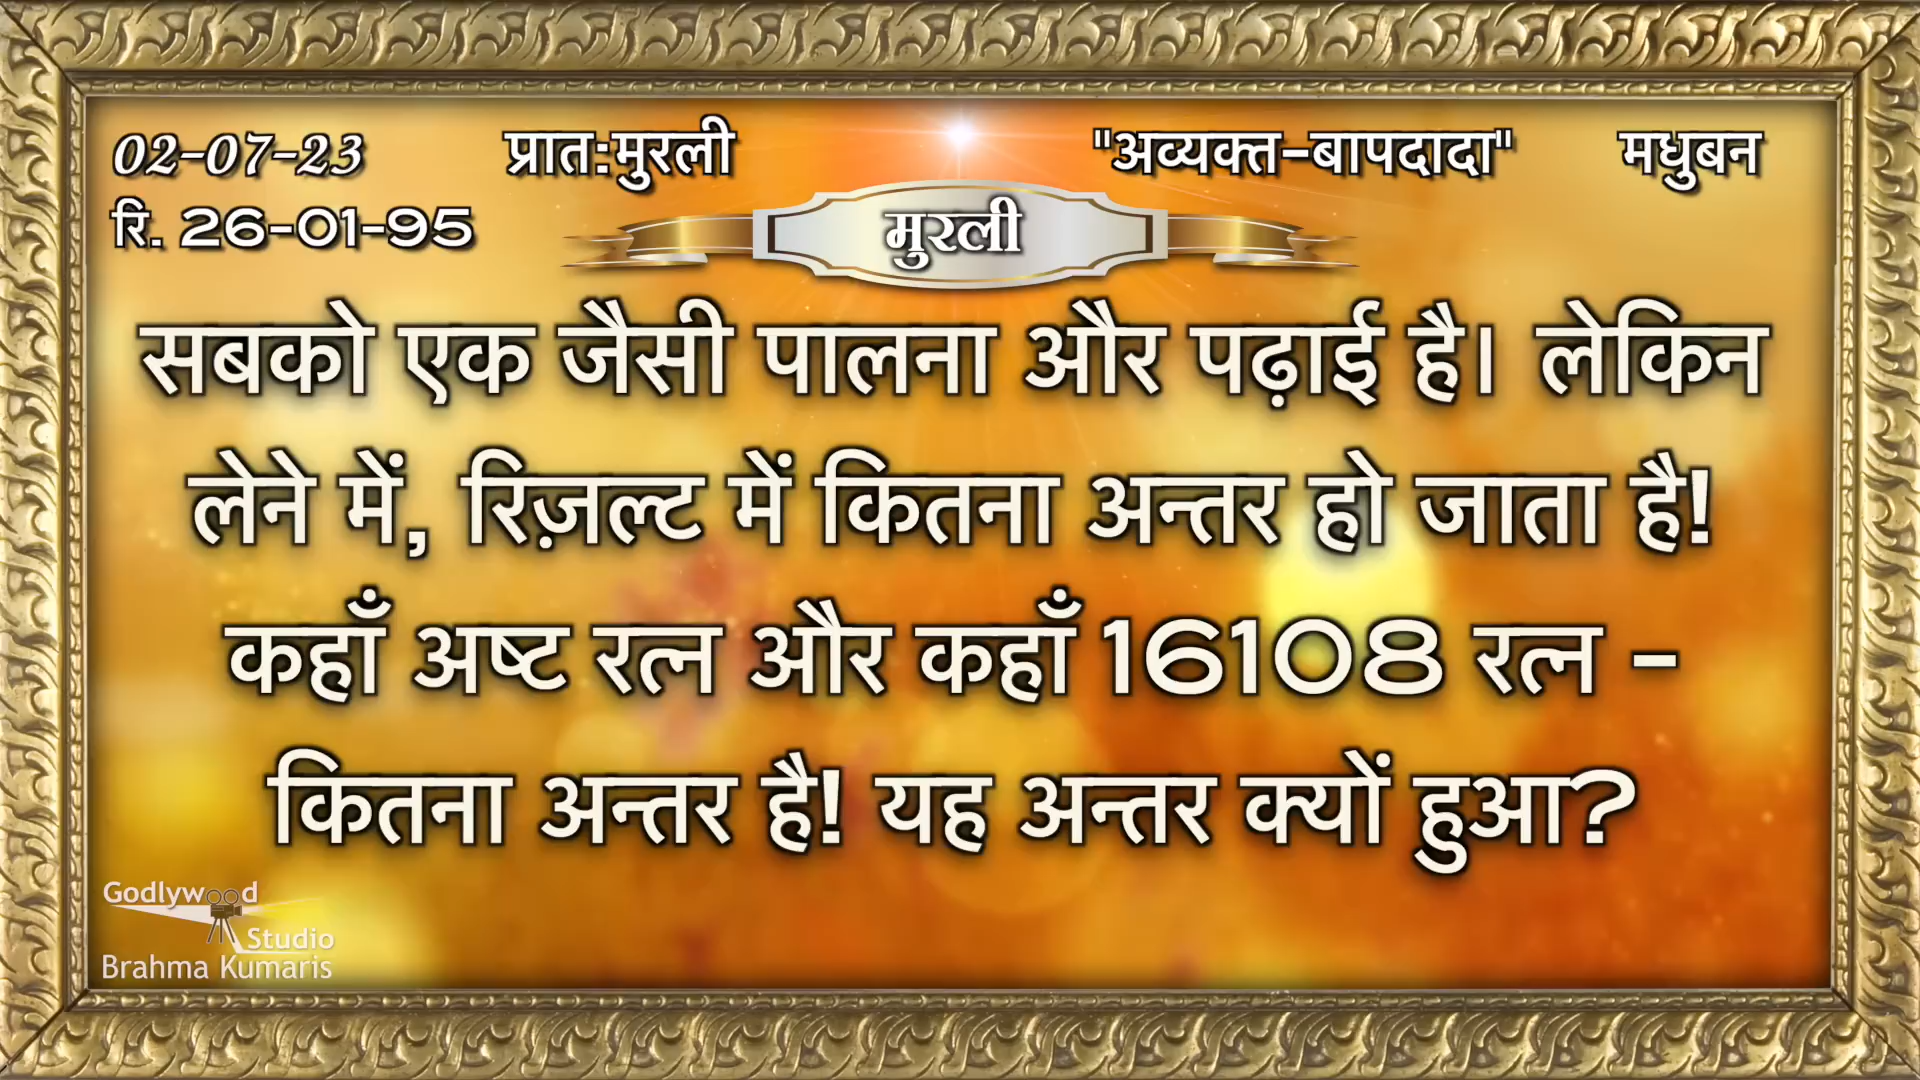 02-07-23 प्रात:मुरली "अव्यक्त-बापदादा" मधुबन
रि. 26-01-95
मुरली
सबको एक जैसी पालना और पढ़ाई है। लेकिन
लेने में, रिज़ल्ट में कितना अन्तर हो जाता है!
कहाँ अष्ट रत्न और कहाँ 16108 रत्न -
कितना अन्तर है! यह अन्तर क्यों हुआ?
Godlywood
Studio
Brahma Kumaris